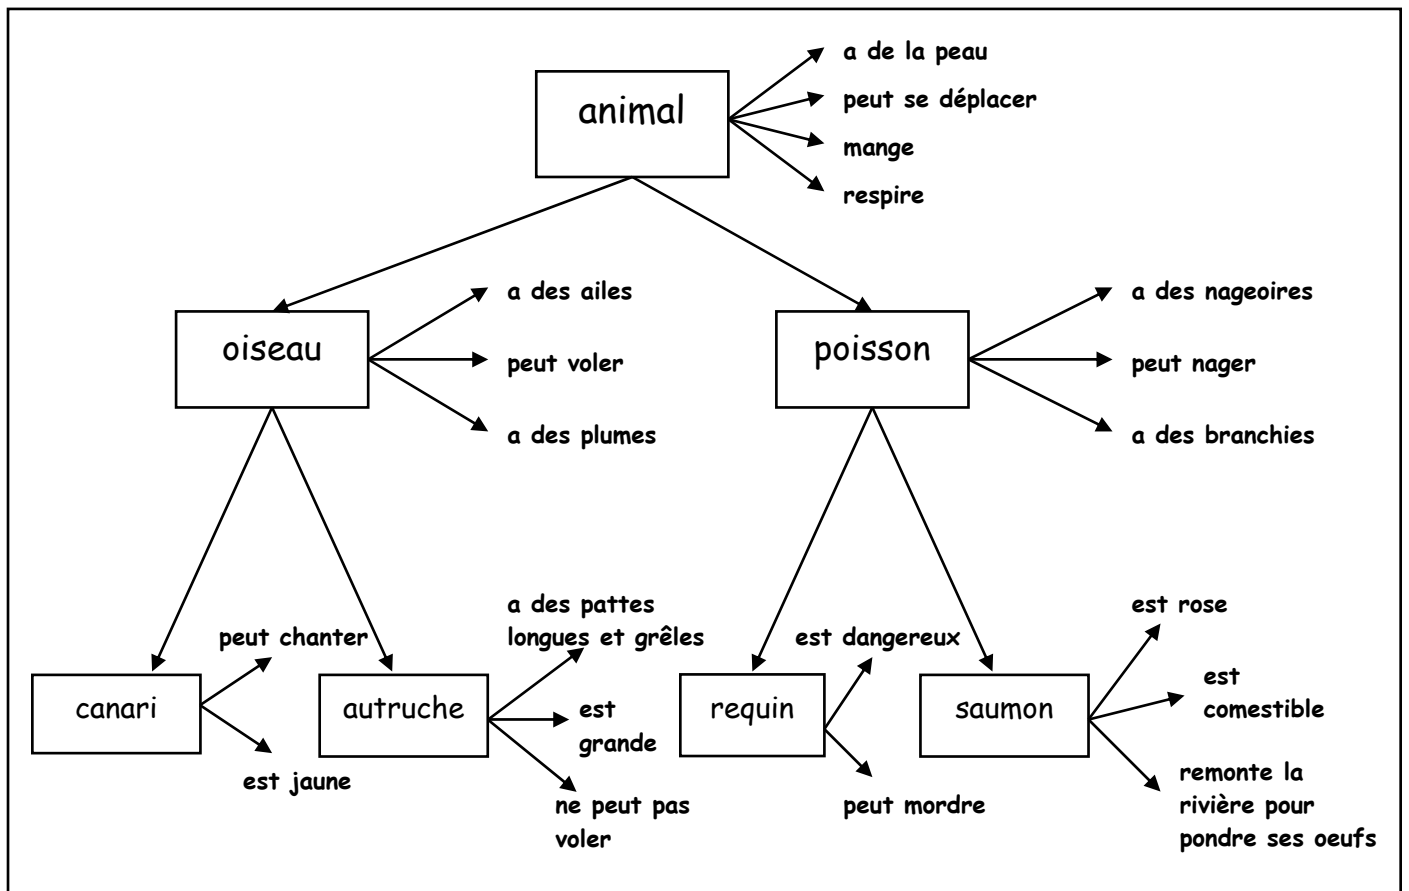 animal
a de la peau
peut se déplacer
mange
respire
oiseau
a des ailes
peut voler
a des plumes
poisson
a des nageoires
peut nager
a des branchies
canari
peut chanter
est jaune
autruche
a des pattes
longues et grêles
est
grande
ne peut pas
voler
requin
est dangereux
peut mordre
saumon
est rose
est
comestible
remonte la
rivière pour
pondre ses oeufs